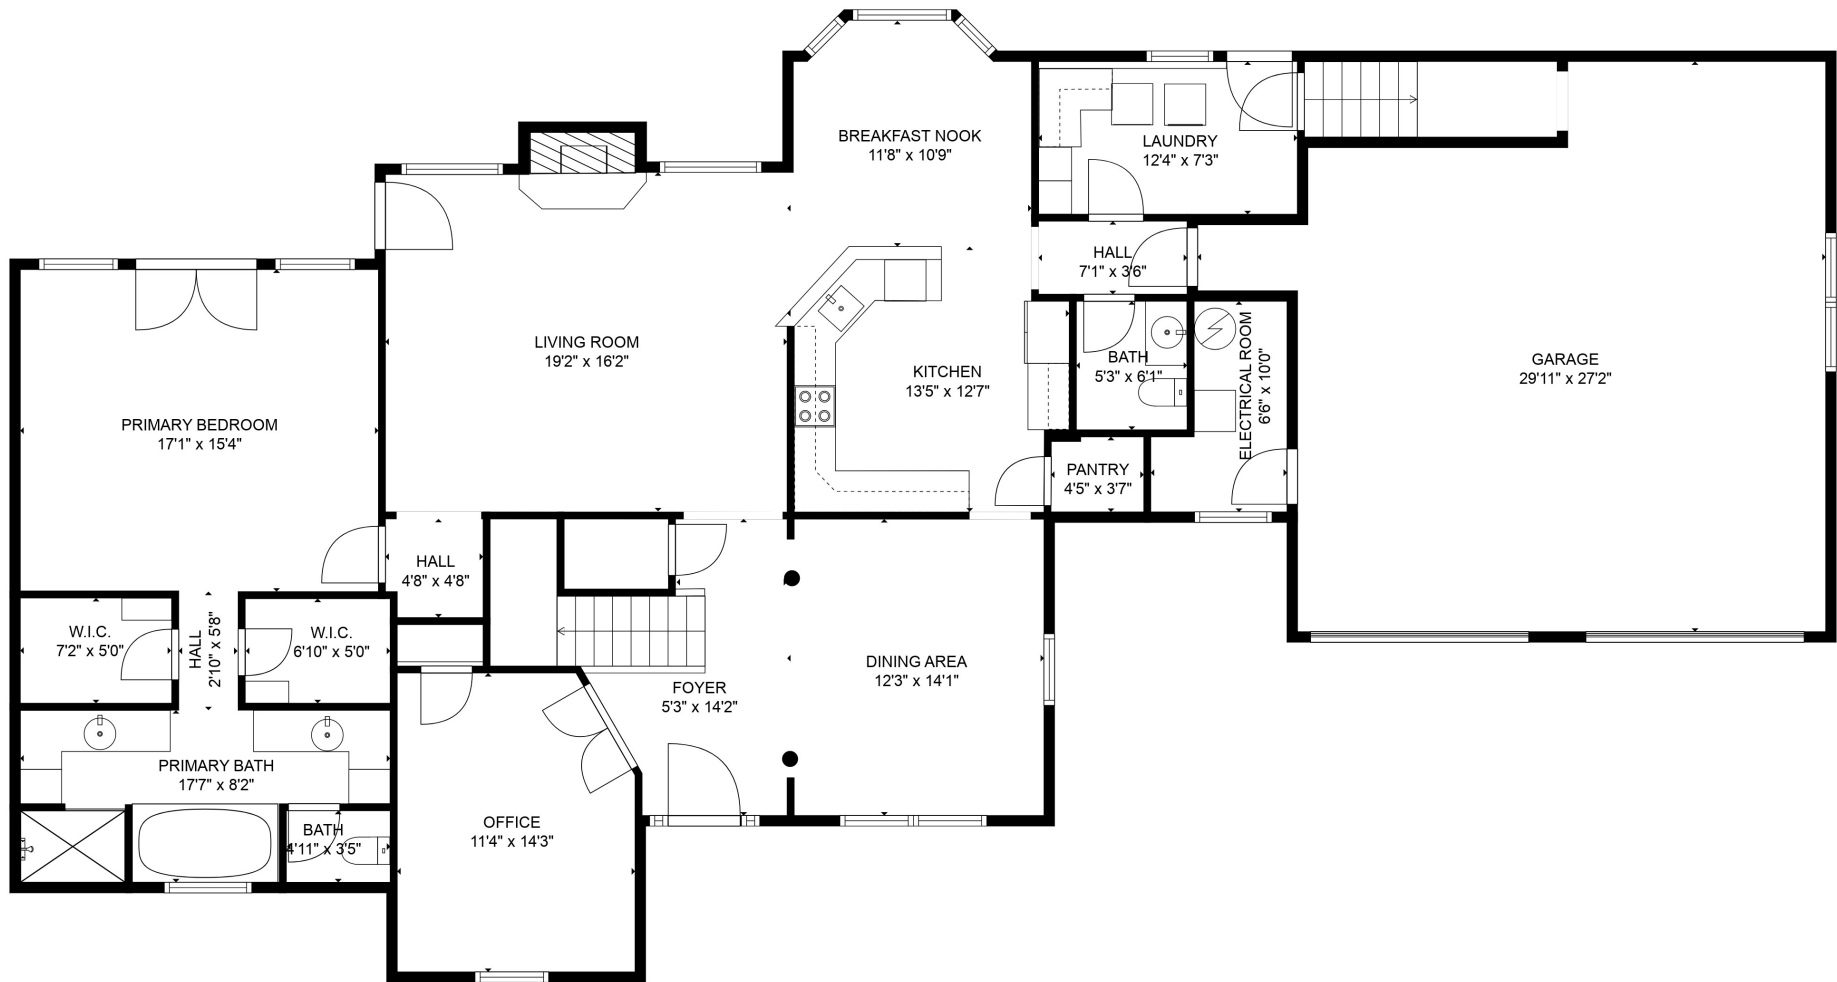 BREAKFAST NOOK
11'8" x 10'9"
LAUNDRY
12'4" x 7'3"
HALL
7'1" x 3'6"
LIVING ROOM
19'2" x 16'2"
KITCHEN
13'5" x 12'7"
BATH
5'3" x 6'1"
ELECTRICAL ROOM
6'6" x 10'0"
GARAGE
29'11" x 27'2"
PRIMARY BEDROOM
17'1" x 15'4"
PANTRY
4'5" x 3'7"
HALL
4'8" x 4'8"
W.I.C.
7'2" x 5'0"
HALL
2'10" x 5'8"
W.I.C.
6'10" x 5'0"
FOYER
5'3" x 14'2"
DINING AREA
12'3" x 14'1"
PRIMARY BATH
17'7" x 8'2"
BATH
4'11" x 3'5"
OFFICE
11'4" x 14'3"